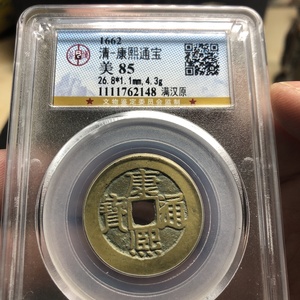 1662
清-康熙通宝
美 85
26.8*1.1mm,4.3g
1111762148 满汉原
文物鉴定委员会监制
康熙通寶